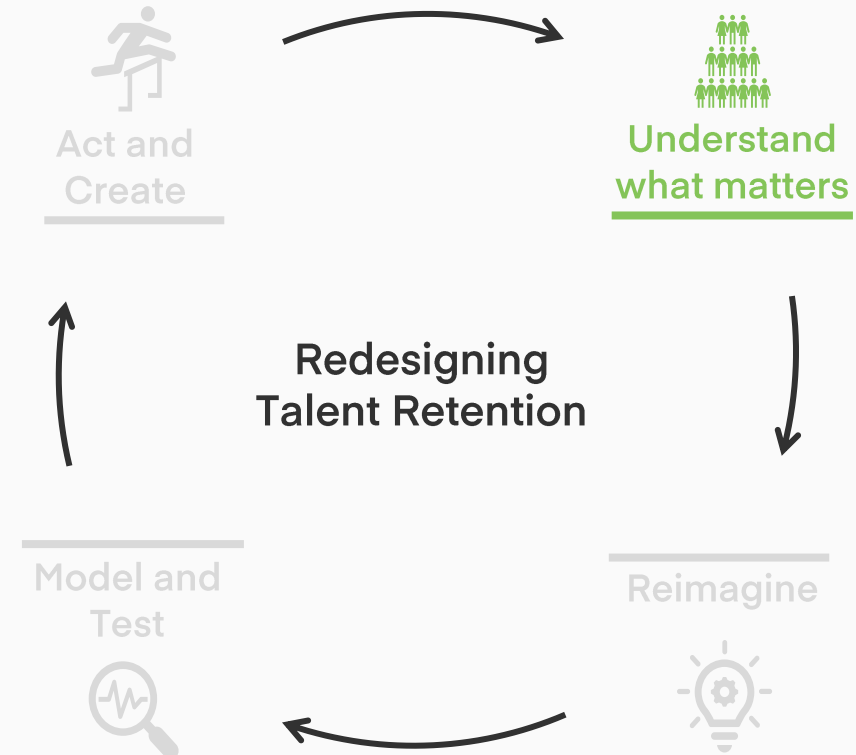 Act and
Create
Understand
what matters
Redesigning
Talent Retention
Model and
Test
Reimagine